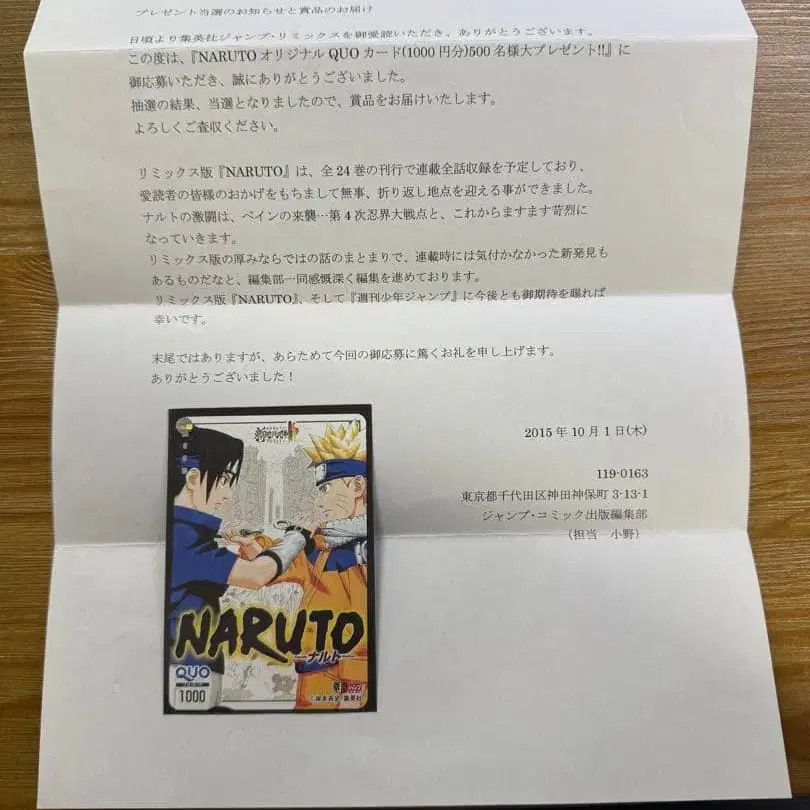 プレゼント当選のお知らせと賞品のお届け
日頃より集英社ジャンプ・リミックスを御愛読いただき、ありがとうございます。
この度は、『NARUTO オリジナル QUO カード(1000 円分)500 名様大プレゼント!!』に
御応募いただき、誠にありがとうございました。
抽選の結果、当選となりましたので、賞品をお届けいたします。
よろしくご査収ください。
リミックス版『NARUTO』は、全 24 巻の刊行で連載全話収録を予定しており、
愛読者の皆様のおかげをもちまして無事、折り返し地点を迎える事ができました。
ナルトの激闘は、ペインの来襲…第 4 次忍界大戦点と、これからますます苛烈に
なっていきます。
リミックス版の厚みならではの話のまとまりで、連載時には気付かなかった新発見も
あるものだなと、編集部一同感慨深く編集を進めております。
リミックス版『NARUTO』、そして『週刊少年ジャンプ』に今後とも御期待を賜れば
幸いです。
末尾ではありますが、あらためて今回の御応募に篤くお礼を申し上げます。
ありがとうございました！
2015 年 10 月 1 日(木)
119-0163
東京都千代田区神田神保町 3-13-1
ジャンプ・コミック出版編集部
（担当　小野）
NARUTO
—ナルト—
QUO
1000
©岸本斉史/集英社